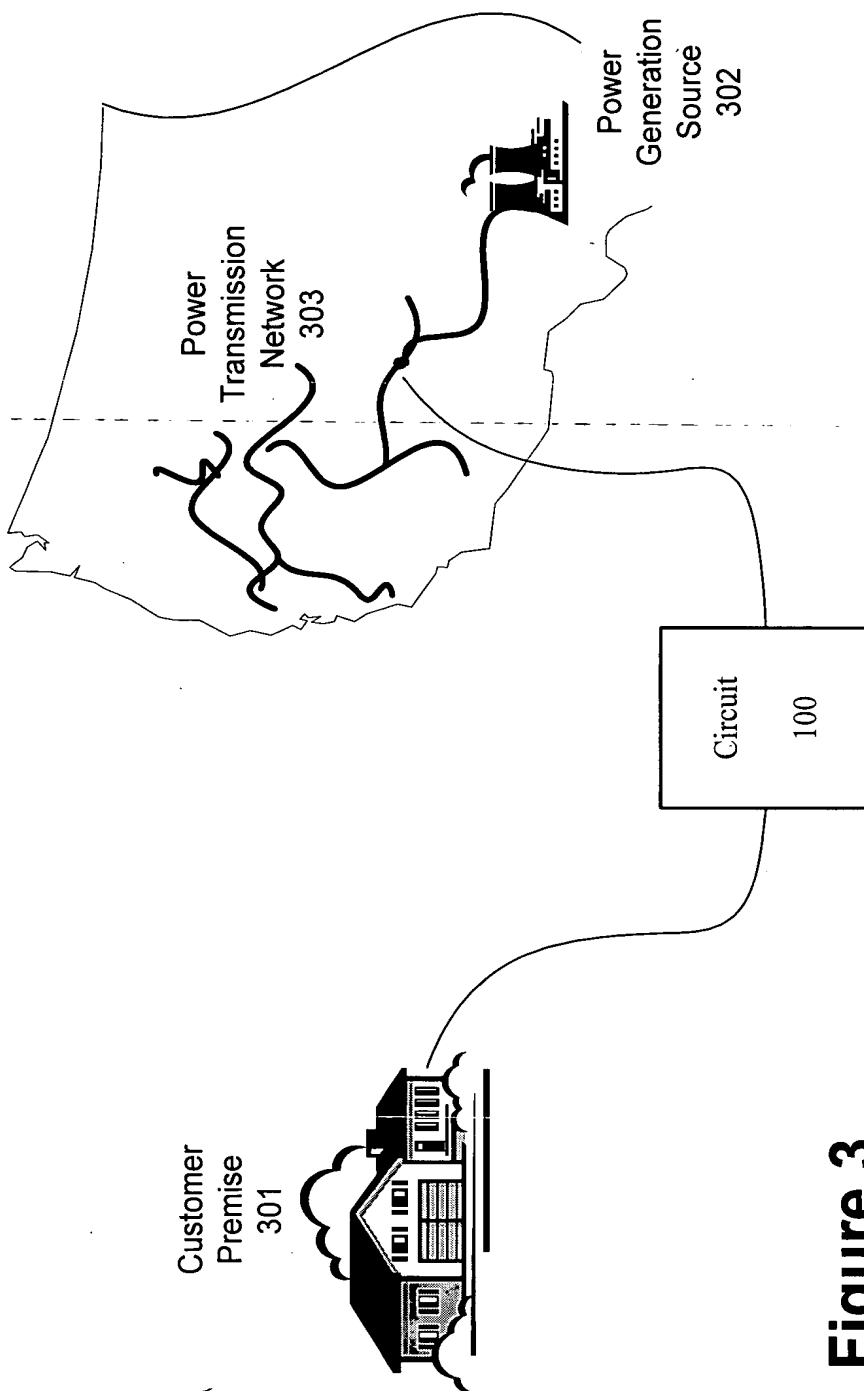 Customer
Premise
301
Power
Transmission
Network
303
Power
Generation
Source
302
Circuit
100
Figure 3